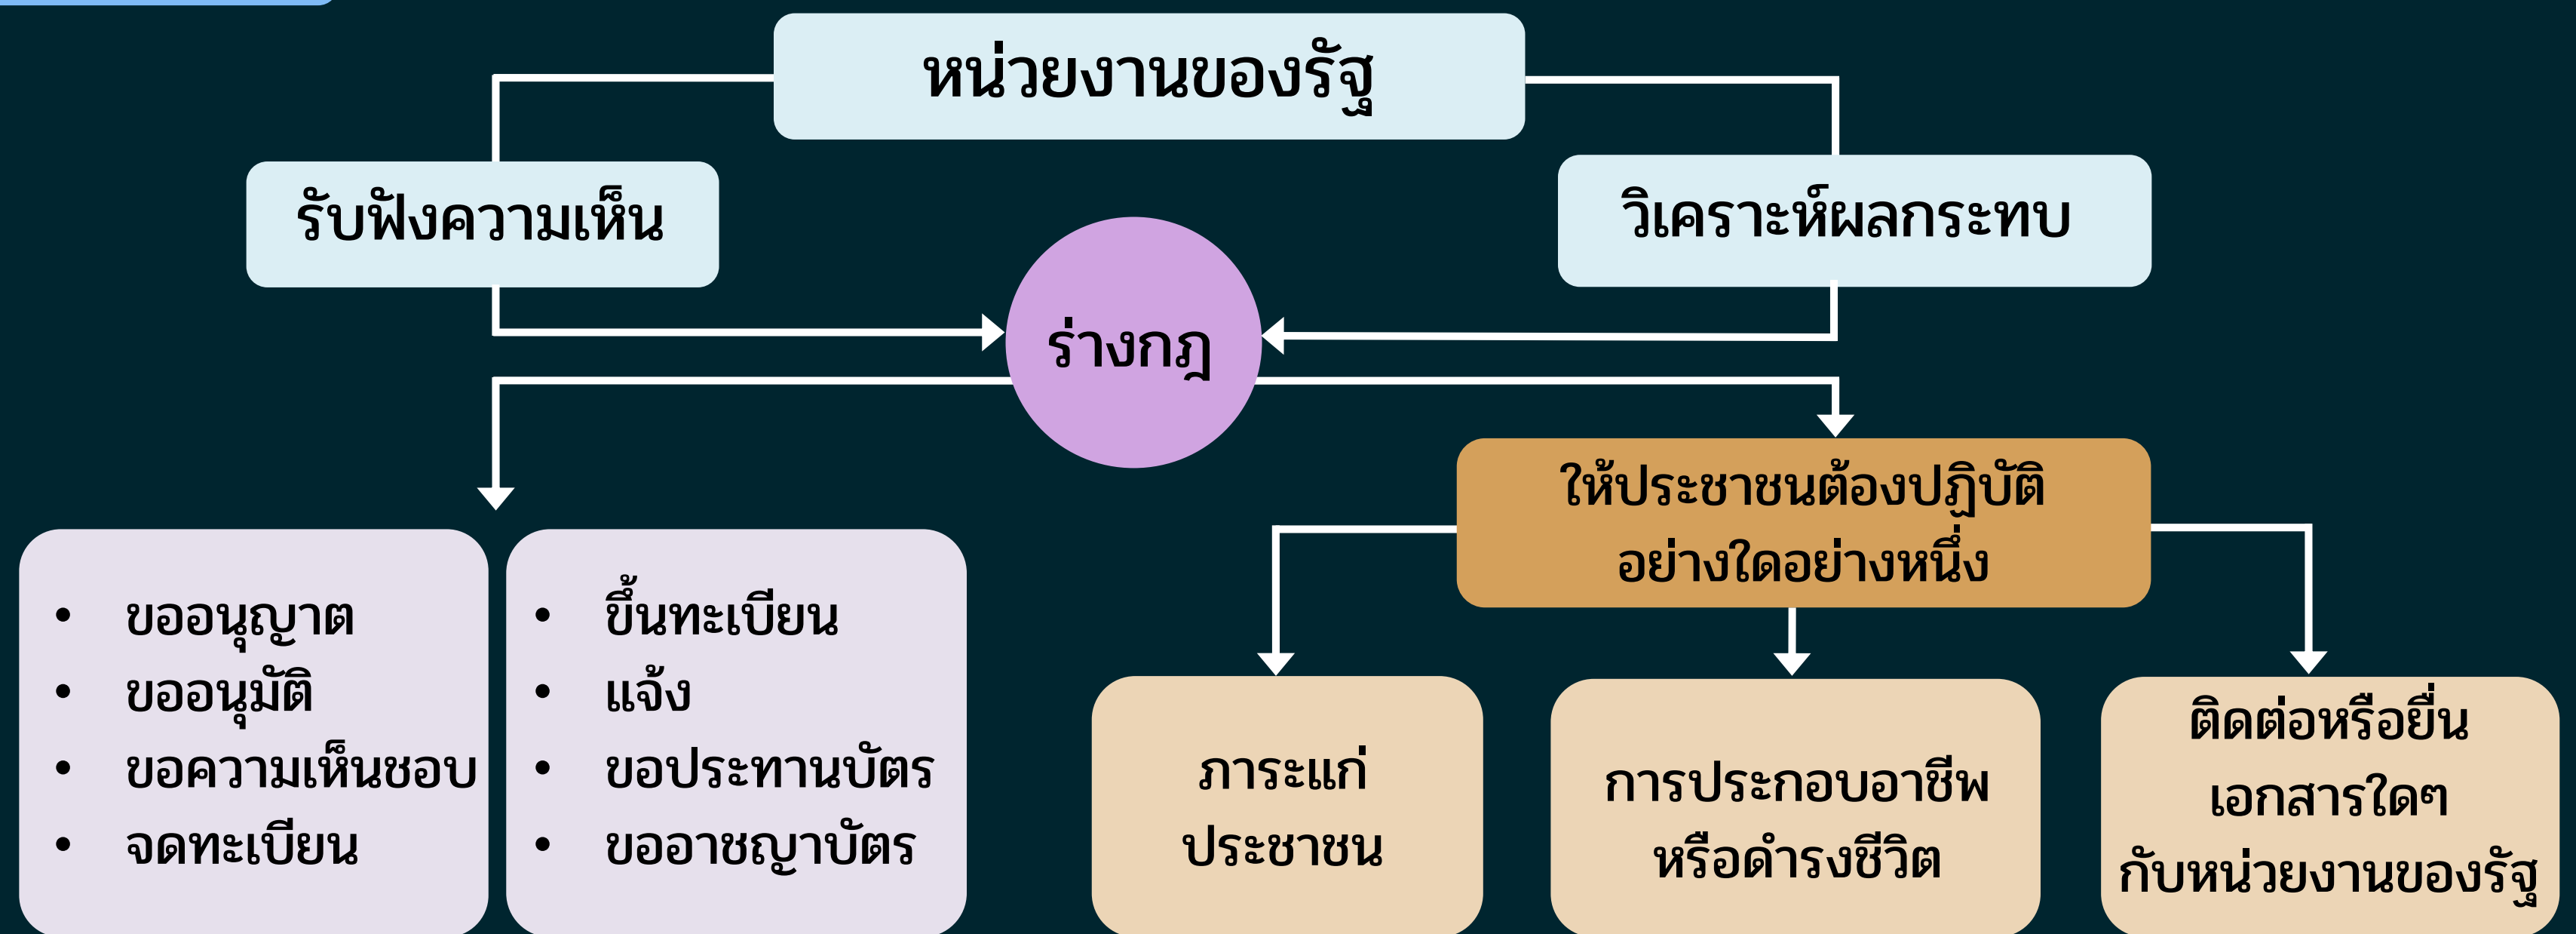 หน่วยงานของรัฐ
รับฟังความเห็น
วิเคราะห์ผลกระทบ
ร่างกฎ
• ขออนุญาต
• ขออนุมัติ
• ขอความเห็นชอบ
• จดทะเบียน
• ขึ้นทะเบียน
• แจ้ง
• ขอประทานบัตร
• ขออาชญาบัตร
ให้ประชาชนต้องปฏิบัติ
อย่างใดอย่างหนึ่ง
ภาระแก่
ประชาชน
การประกอบอาชีพ
หรือดำรงชีวิต
ติดต่อหรือยื่น
เอกสารใดๆ
กับหน่วยงานของรัฐ